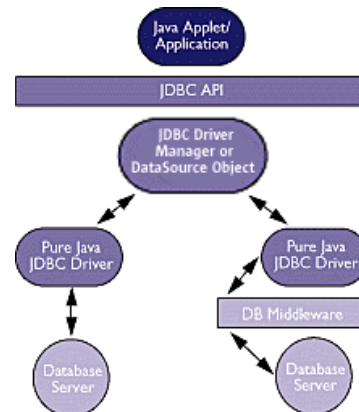 Java Applet/
Application
JDBC API
JDBC Driver
Manager or
DataSource Object
Pure Java
JDBC Driver
Pure Java
JDBC Driver
DB Middleware
Database
Server
Database
Server